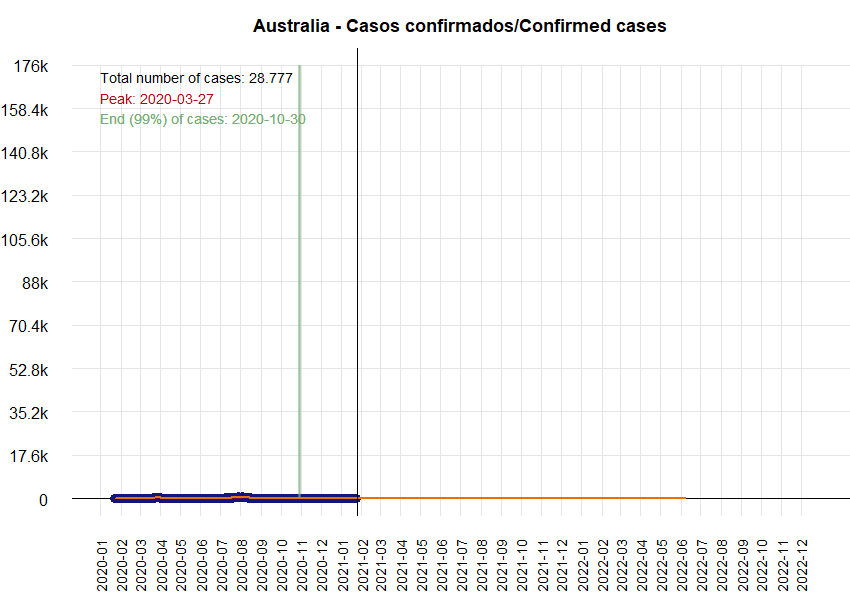 Australia - Casos confirmados/Confirmed cases
176k
Total number of cases: 28.777
Peak: 2020-03-27
158.4k
End (99%) of cases: 2020-10-30
140.8k
123.2k
105.6k
88k
70.4k
52.8k
35.2k
17.6k
0
2020-01
2020-02
2020-03
2020-04
2020-05
2020-06
2020-07
2020-08
2020-09
2020-10
2020-11
2020-12
2021-01
2021-02
2021-03
2021-04
2021-05
2021-06
2021-07
2021-08
2021-09
2021-10
2021-11
2021-12
2022-01
2022-02
2022-03
2022-04
2022-05
2022-06
2022-07
2022-08
2022-09
2022-10
2022-11
2022-12